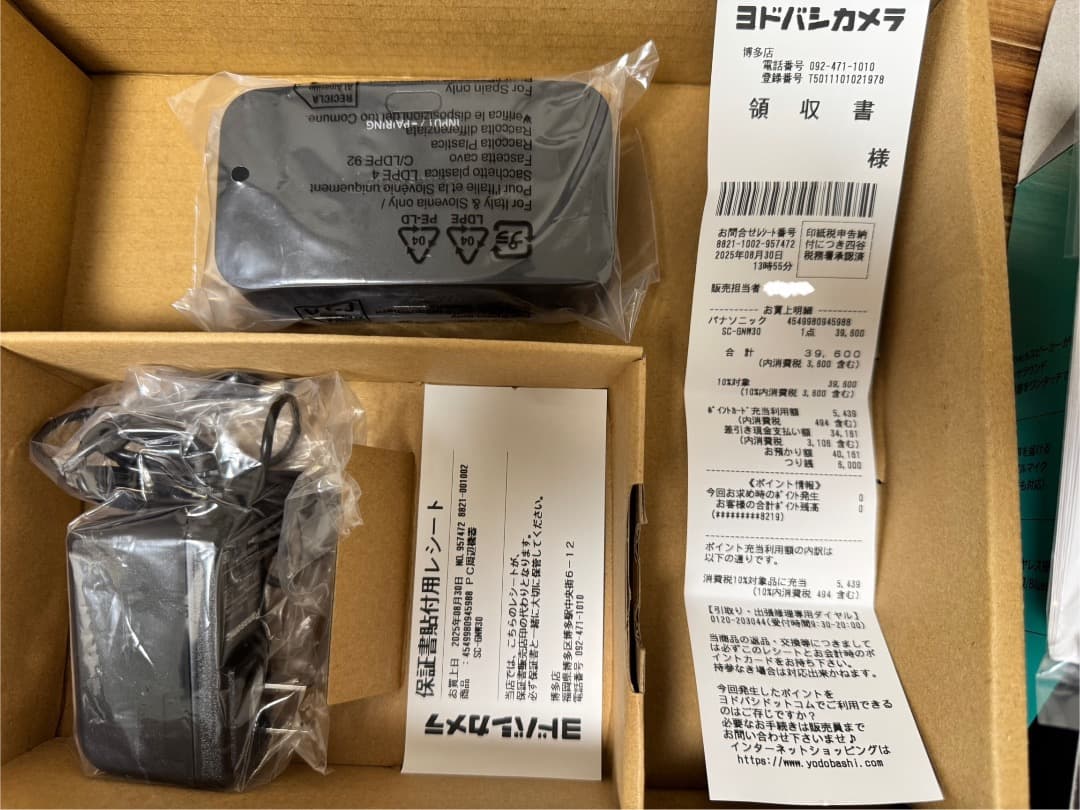 ヨドバシカメラ
博多店
電話番号 092-471-1010
登録番号 T5011101021978
領収書
様
お問合せレシート番号
8821-1002-957472
2025年08月30日
13時55分
印紙税申告納
付につき四谷
税務署承認済
販売担当者
お買上明細
パナソニック 4549980945988
SC-GNW30 1点 39,600
合計 39,600
(内消費税 3,600 含む)
10%対象 39,600
(10%内消費税 3,600 含む)
ポイントカード充当利用額 5,439
(内消費税 494 含む)
差引き現金支払い額 34,161
(内消費税 3,106 含む)
お預かり額 40,161
つり銭 6,000
《ポイント情報》
今回お求め時のポイント発生 0
お客様の合計ポイント残高 0
(*********8219)
ポイント充当利用額の内訳は
以下の通りです。
消費税10%対象品に充当 5,439
(10%内消費税 494 含む)
【引取り・出張修理専用ダイヤル】
0120-203044(受付時間9:30-20:00)
当商品の返品・交換等につきまして
は必ずこのレシートとお会計時のポ
イントカードをお持ち下さい。
持参なき場合は対応出来かねます。
今回発生したポイントを
ヨドバシドットコムでご利用できる
のはご存じですか?
必要なお手続きは販売員まで
お問い合わせ下さいませ♪
インターネットショッピングは
https://www.yodobashi.com
ヨドバシカメラ
保証書貼付用レシート
お買上日 2025年08月30日 NO.957472 8821-001002
商品 :4549980945988 PC周辺機器
SC-GNW30
当店では、こちらのレシートが、
保証書販売店印の代わりとなります。
必ず保証書と一緒に大切に保管してください。
博多店
福岡県博多区博多駅中央街6-12
電話番号 092-471-1010
INPUT/-PAIRING
04
PE-LD
04
LDPE
For Italy & Slovenia only /
Pour l'Italie et la Slovénie uniquement
Sacchetto plastica LDPE 4
Fascetta cavo C/LDPE 92
Raccolta Plastica
Raccolta differenziata
Verifica le disposizioni del tuo Comune.
For Spain only
RECICLA
Al Amarillo